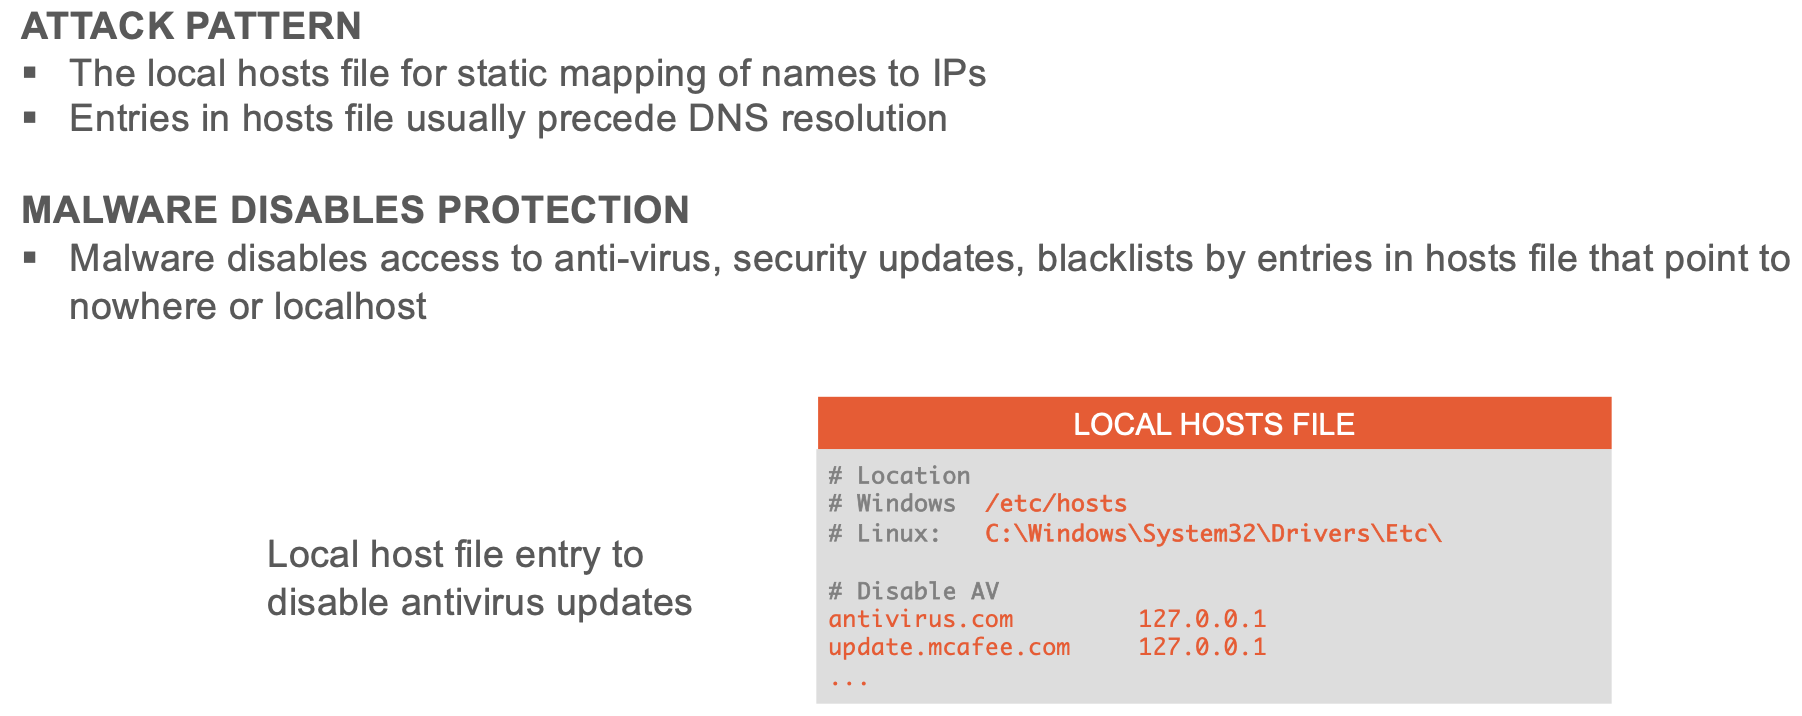 ATTACK PATTERN
▪ The local hosts file for static mapping of names to IPs
▪ Entries in hosts file usually precede DNS resolution
MALWARE DISABLES PROTECTION
▪ Malware disables access to anti-virus, security updates, blacklists by entries in hosts file that point to
nowhere or localhost
Local host file entry to
disable antivirus updates
LOCAL HOSTS FILE
# Location
# Windows  /etc/hosts
# Linux:   C:\Windows\System32\Drivers\Etc\
# Disable AV
antivirus.com         127.0.0.1
update.mcafee.com     127.0.0.1
...